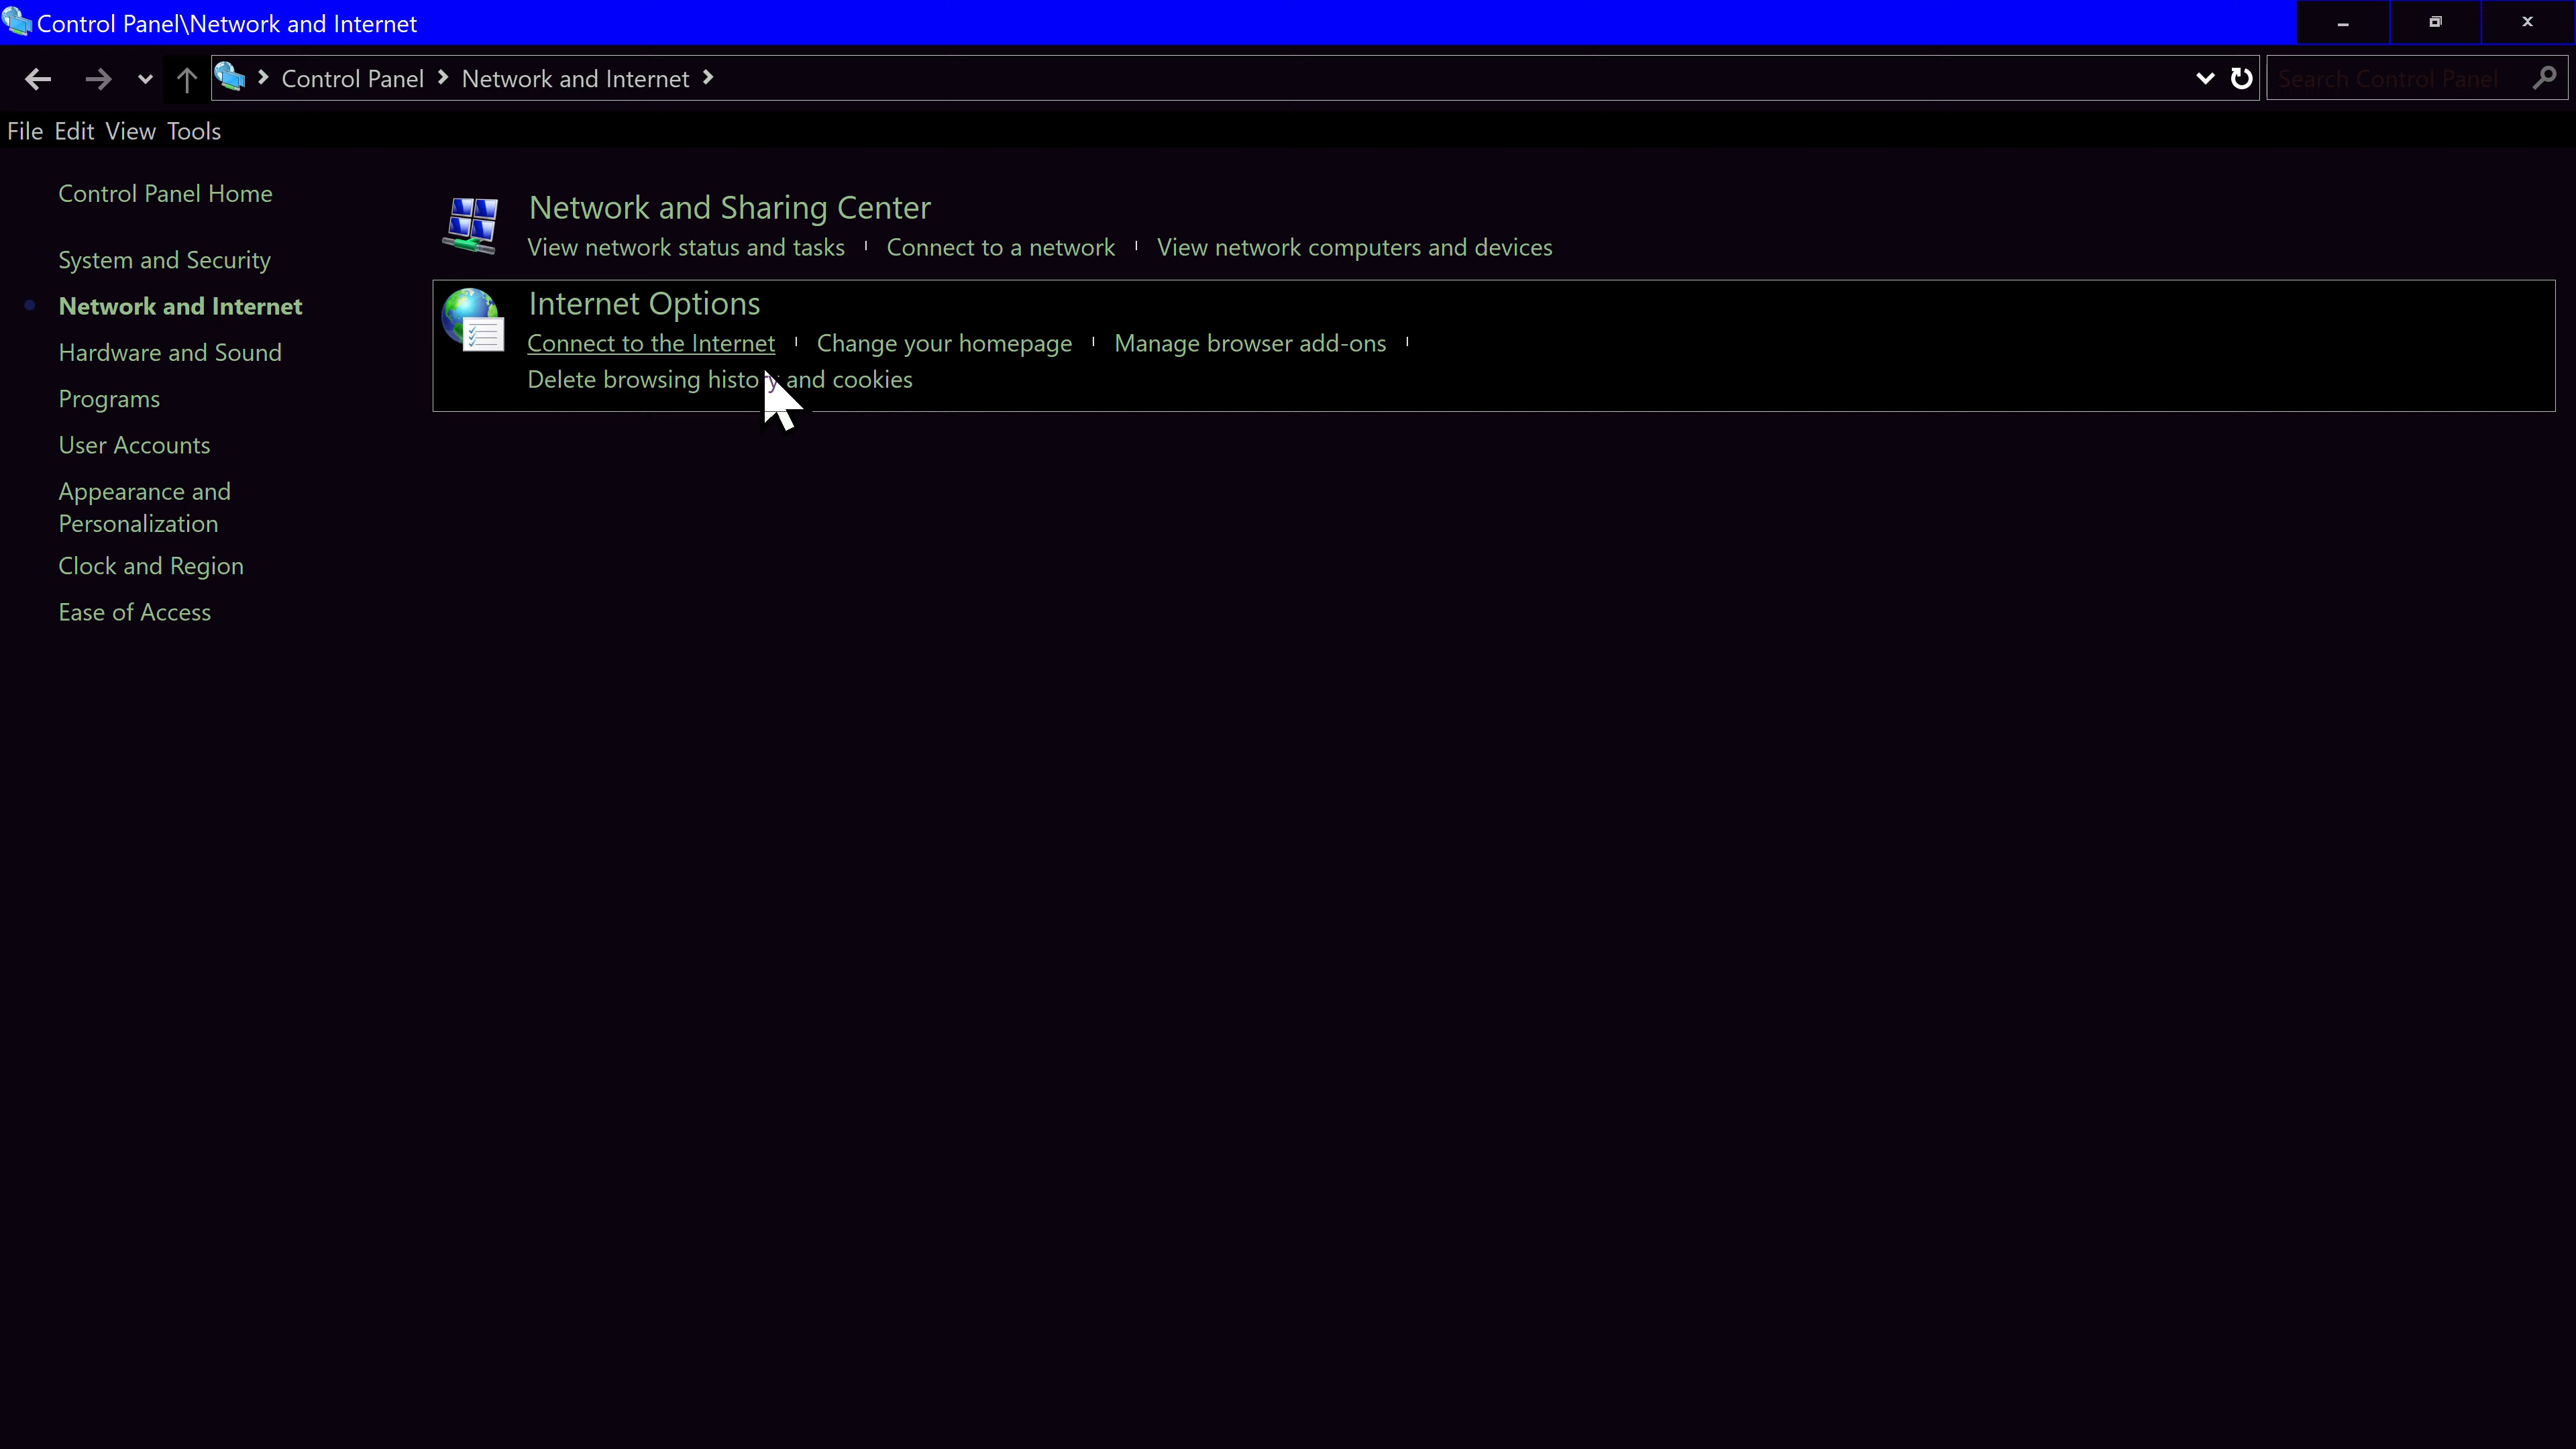 Control Panel\Network and Internet
Control Panel Network and Internet
Search Control Panel
File Edit View Tools
Control Panel Home
System and Security
Network and Internet
Hardware and Sound
Programs
User Accounts
Appearance and
Personalization
Clock and Region
Ease of Access
Network and Sharing Center
View network status and tasks
Connect to a network
View network computers and devices
Internet Options
Connect to the Internet
Change your homepage
Manage browser add-ons
Delete browsing history and cookies